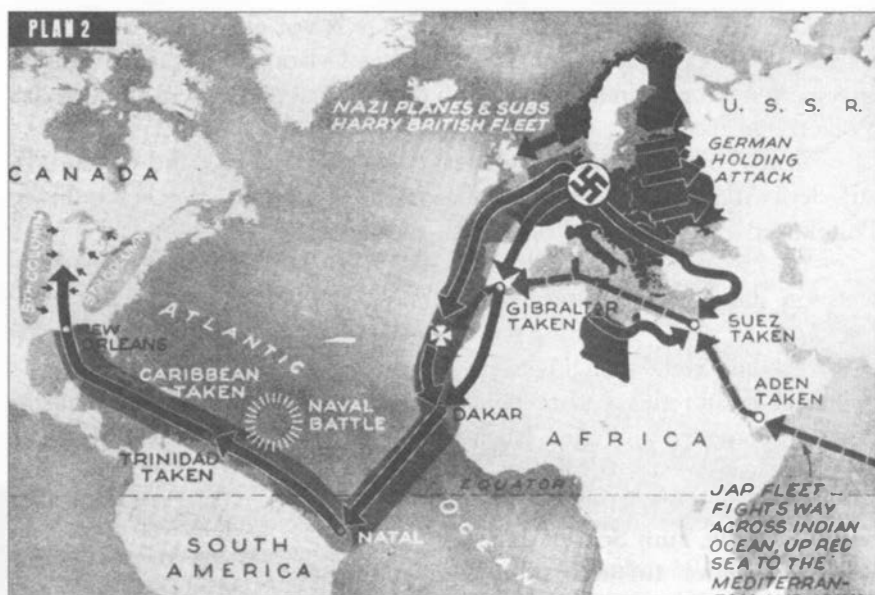 PLAN 2
NAZI PLANES & SUBS
HARRY BRITISH FLEET
U. S. S. R.
GERMAN
HOLDING
ATTACK
CANADA
ATLANTIC
NEW
ORLEANS
CARIBBEAN
TAKEN
NAVAL
BATTLE
TRINIDAD
TAKEN
GIBRALTAR
TAKEN
SUEZ
TAKEN
ADEN
TAKEN
DAKAR
AFRICA
EQUATOR
OCEAN
NATAL
SOUTH
AMERICA
JAP FLEET –
FIGHTS WAY
ACROSS INDIAN
OCEAN, UP RED
SEA TO THE
MEDITERRAN-